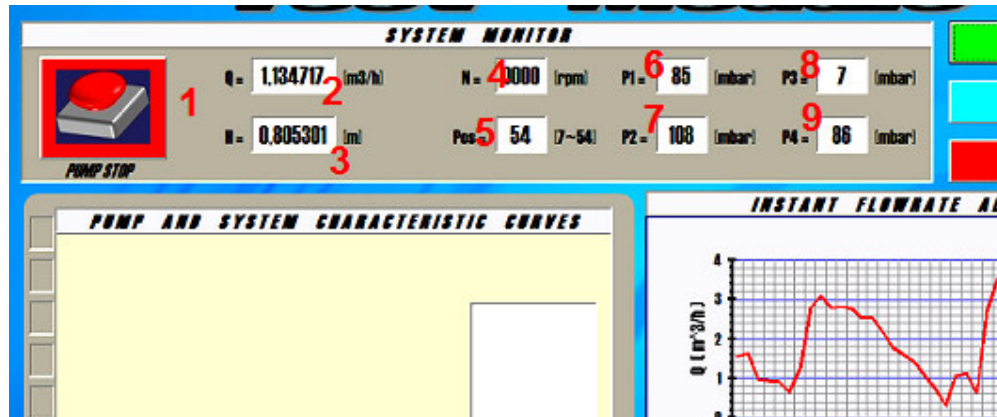 SYSTEM MONITOR
1 Q = 1,134717 [m3/h] 2 N = 4 0000 [rpm] P1 = 6 85 [mbar] P3 = 8 7 [mbar]
H = 0,805301 [m] 3 Pos = 5 54 [7~54] P2 = 7 108 [mbar] P4 = 9 86 [mbar]
PUMP STOP
PUMP AND SYSTEM CHARACTERISTIC CURVES
INSTANT FLOWRATE
4
3
2
1
0
Q [m^3/h]